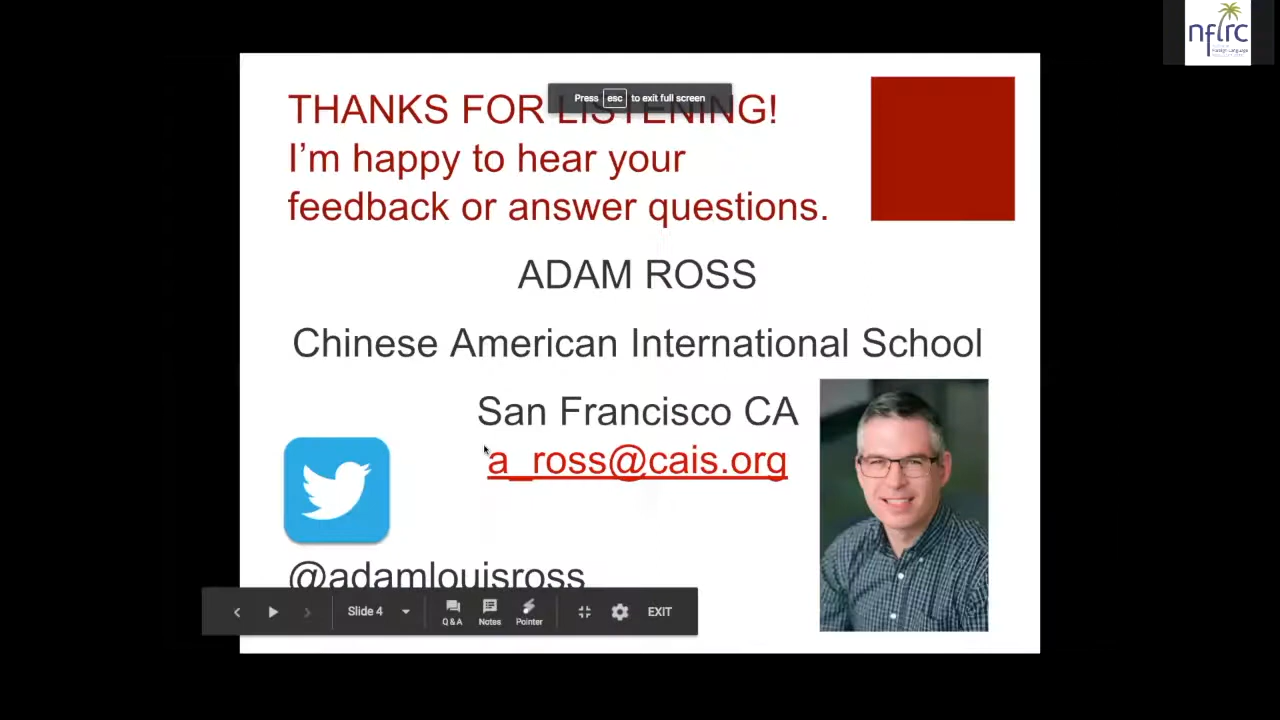 nflrc
Press esc to exit full screen
THANKS FOR LISTENING!
I'm happy to hear your
feedback or answer questions.
ADAM ROSS
Chinese American International School
San Francisco CA
a_ross@cais.org
@adamlouisross
Slide 4
Q & A
Notes
Pointer
EXIT